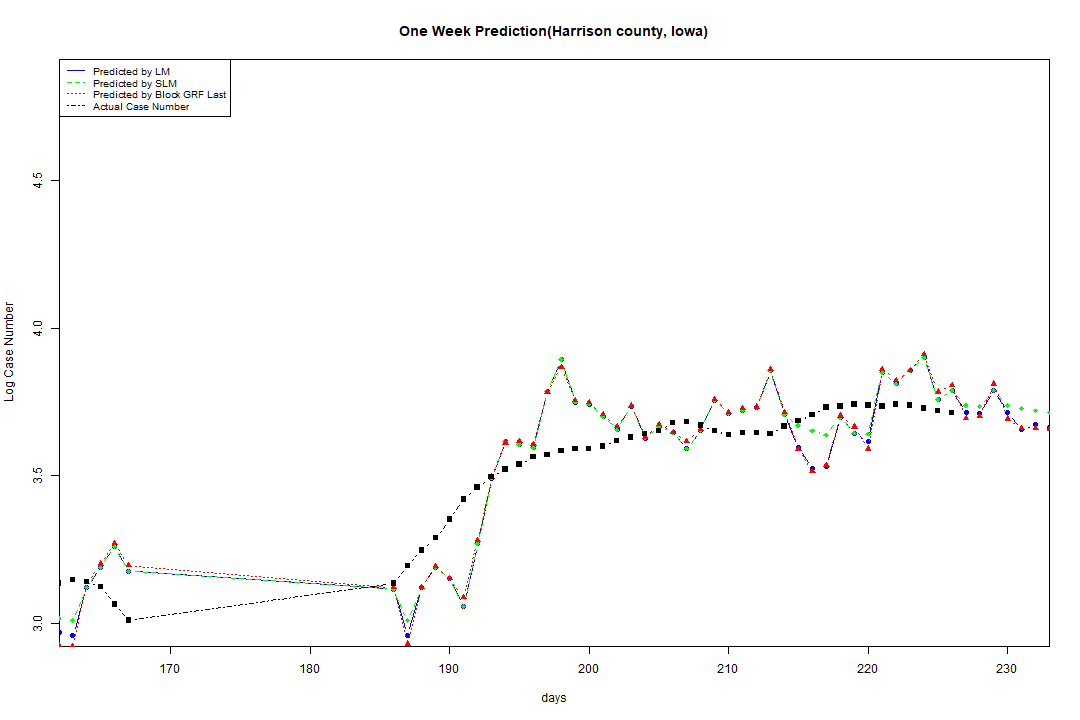 One Week Prediction(Harrison county, Iowa)
Predicted by LM
Predicted by SLM
Predicted by Block GRF Last
Actual Case Number
Log Case Number
4.5
4.0
3.5
3.0
170 180 190 200 210 220 230
days